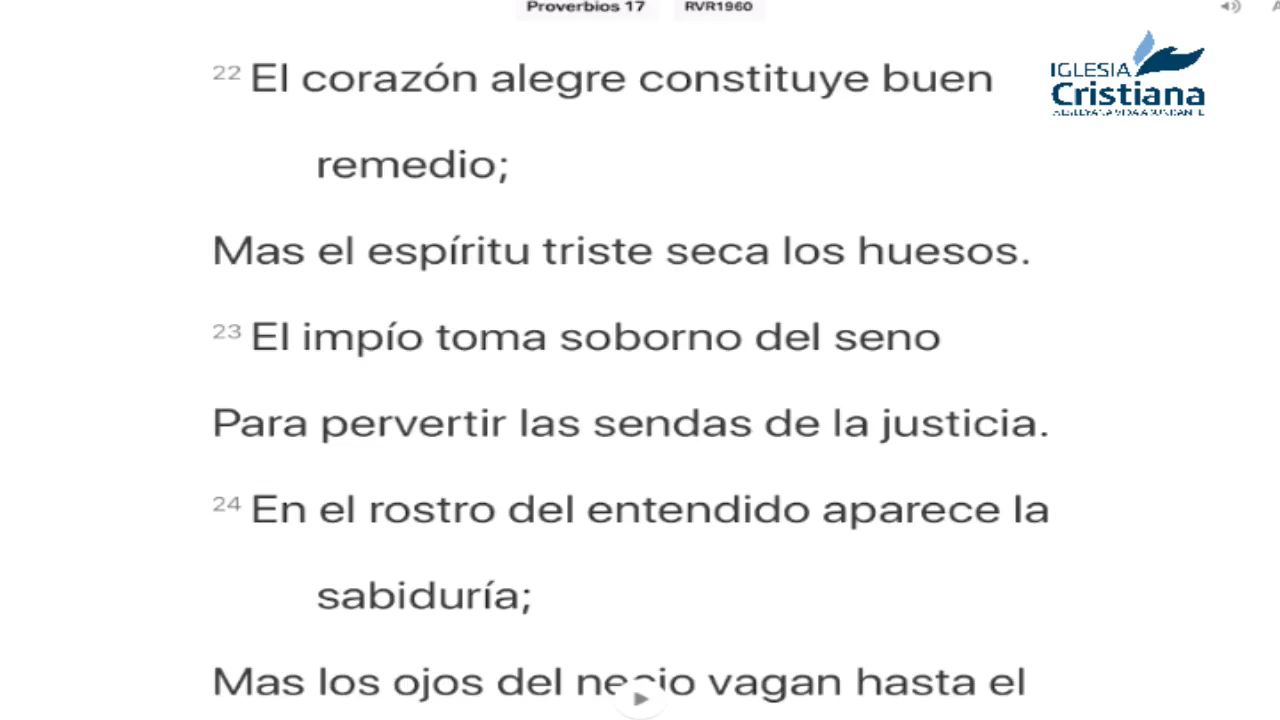 Proverbios 17 RVR1960
IGLESIA
Cristiana
22 El corazón alegre constituye buen
remedio;
Mas el espíritu triste seca los huesos.
23 El impío toma soborno del seno
Para pervertir las sendas de la justicia.
24 En el rostro del entendido aparece la
sabiduría;
Mas los ojos del necio vagan hasta el